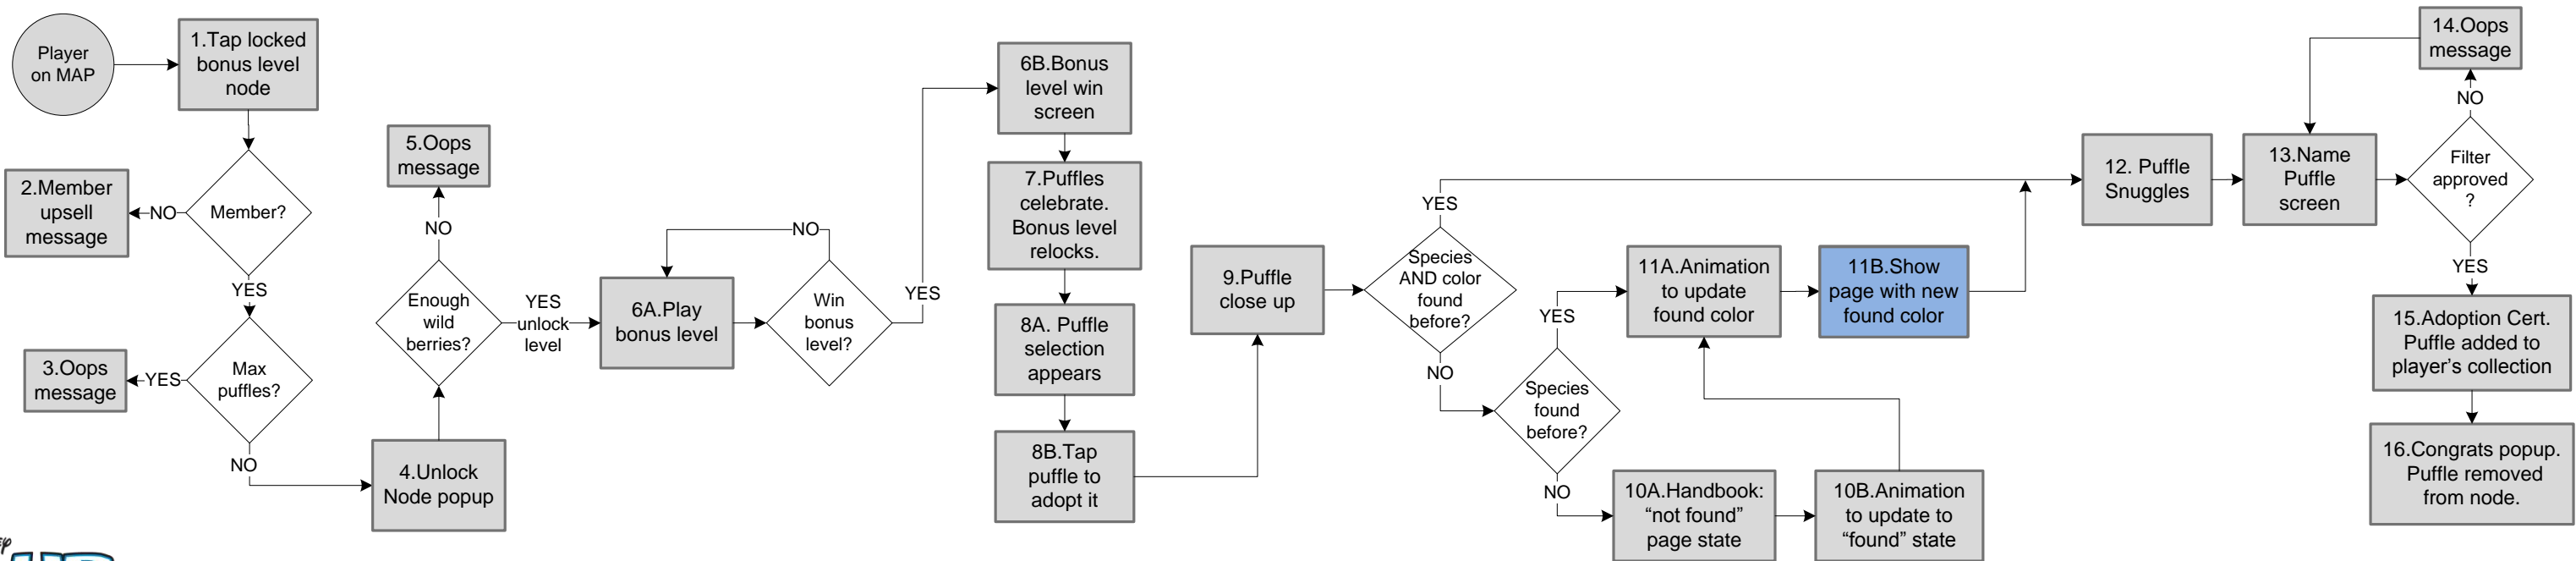 Player
on MAP
1.Tap locked
bonus level
node
Member?
NO
2.Member
upsell
message
YES
Max
puffles?
YES
3.Oops
message
NO
4.Unlock
Node popup
Enough
wild
berries?
NO
5.Oops
message
YES
unlock
level
6A.Play
bonus level
Win
bonus
level?
NO
YES
6B.Bonus
level win
screen
7.Puffles
celebrate.
Bonus level
relocks.
8A. Puffle
selection
appears
8B.Tap
puffle to
adopt it
9.Puffle
close up
Species
AND color
found
before?
YES
NO
Species
found
before?
YES
NO
10A.Handbook:
“not found”
page state
10B.Animation
to update to
“found” state
11A.Animation
to update
found color
11B.Show
page with new
found color
12. Puffle
Snuggles
13.Name
Puffle
screen
Filter
approved
?
NO
14.Oops
message
YES
15.Adoption Cert.
Puffle added to
player’s collection
16.Congrats popup.
Puffle removed
from node.